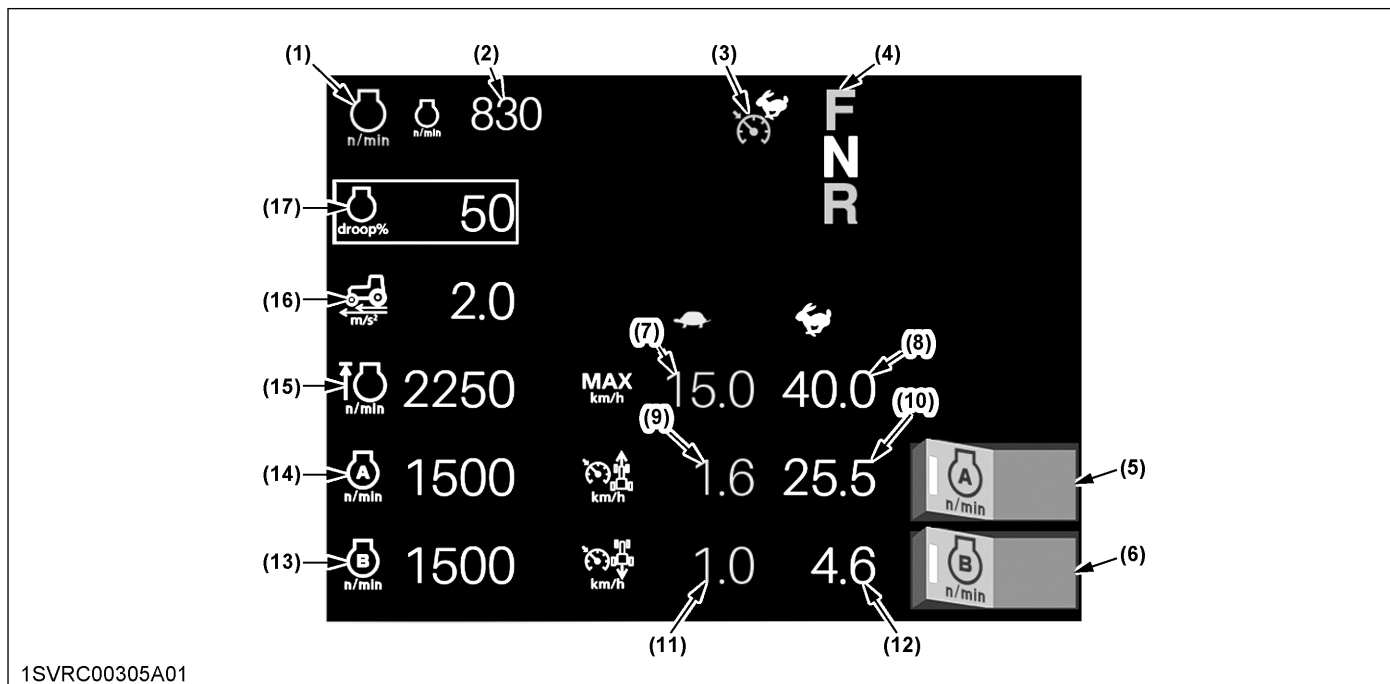 (1) (2) (3) (4)
n/min n/min 830 F
N
R
(17) droop% 50
(16) m/s² 2.0
(7) (8)
(15) n/min 2250 MAX km/h 15.0 40.0
(9) (10)
(14) A n/min 1500 km/h 1.6 25.5 A n/min (5)
(13) B n/min 1500 km/h 1.0 4.6 B n/min (6)
(11) (12)
1SVRC00305A01